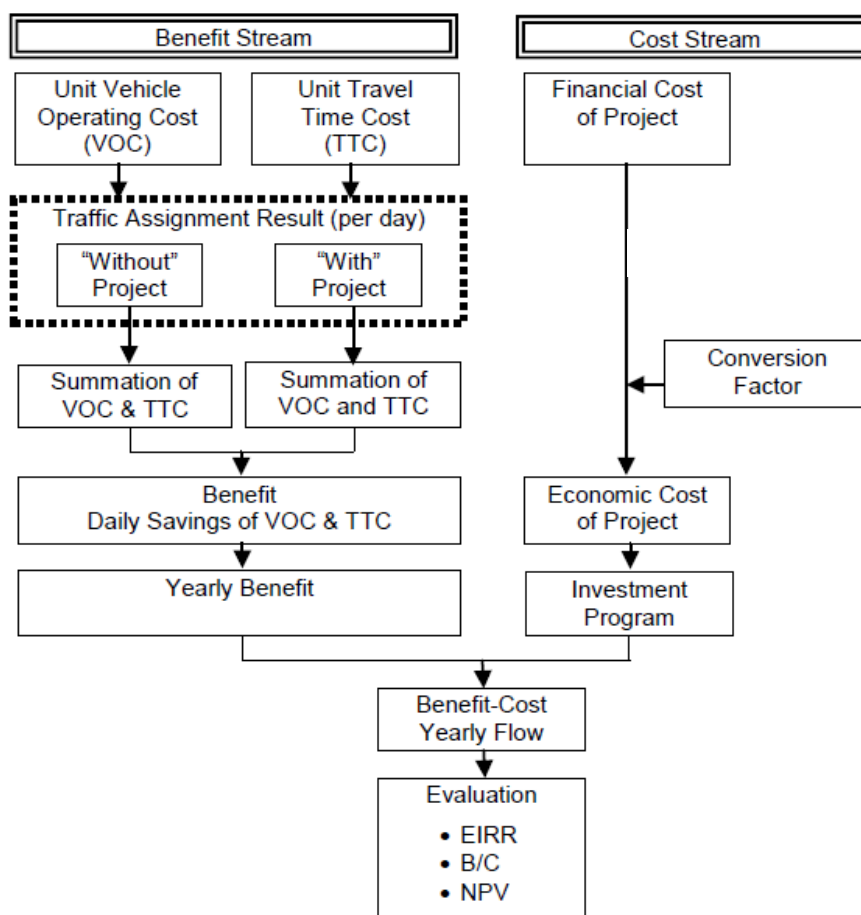 Benefit Stream
Cost Stream
Unit Vehicle
Operating Cost
(VOC)
Unit Travel
Time Cost
(TTC)
Financial Cost
of Project
Traffic Assignment Result (per day)
“Without”
Project
“With”
Project
Summation of
VOC & TTC
Summation of
VOC and TTC
Conversion
Factor
Benefit
Daily Savings of VOC & TTC
Economic Cost
of Project
Yearly Benefit
Investment
Program
Benefit-Cost
Yearly Flow
Evaluation
• EIRR
• B/C
• NPV